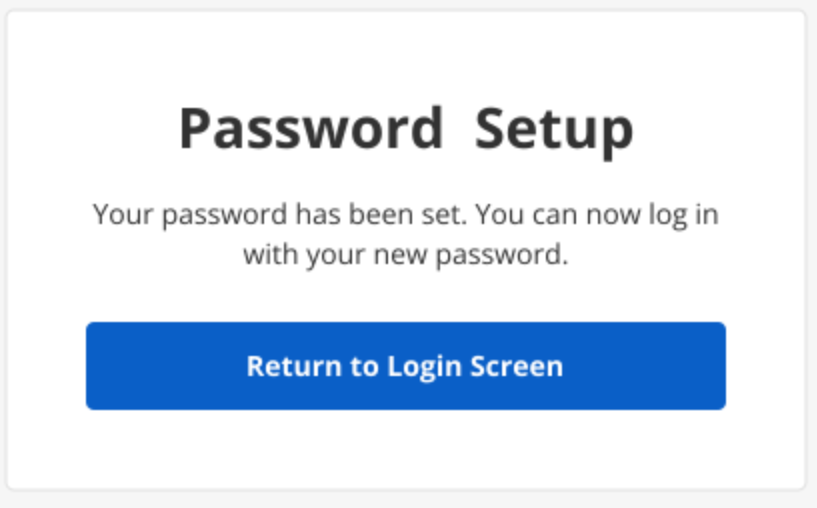 Password  Setup
Your password has been set. You can now log in
with your new password.
Return to Login Screen